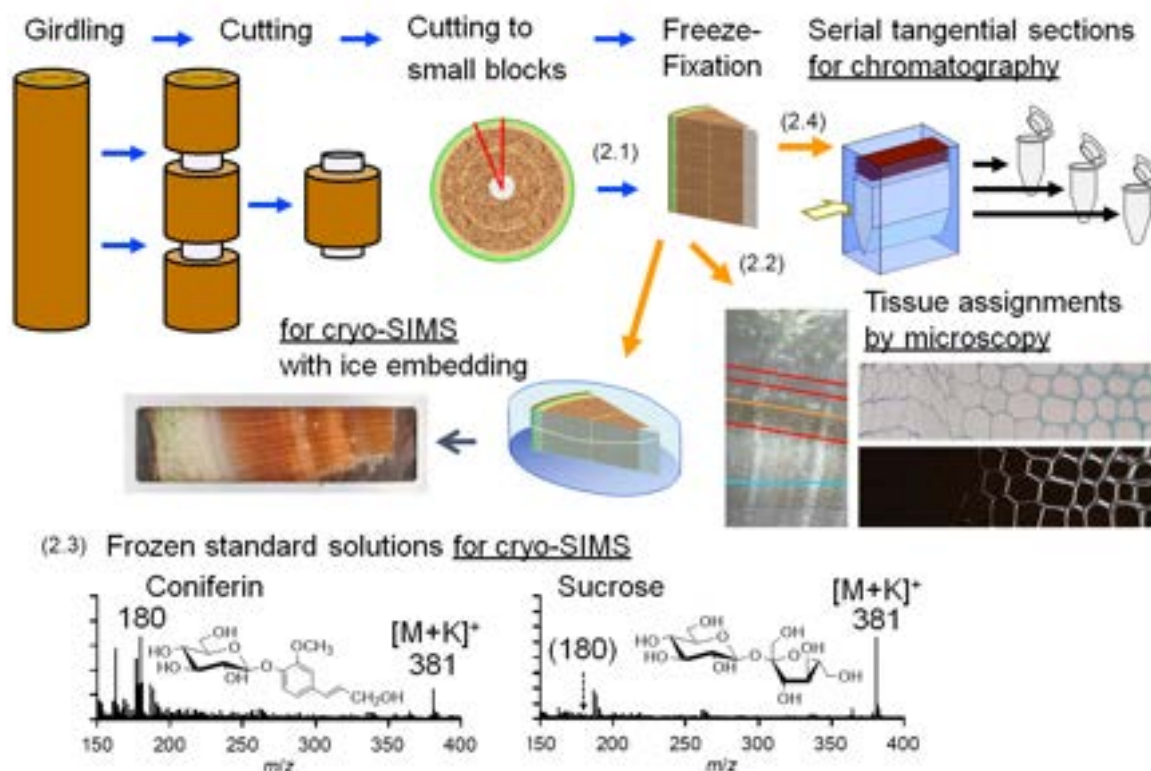 Girdling
Cutting
Cutting to
small blocks
Freeze-
Fixation
Serial tangential sections
for chromatography
(2.1)
(2.4)
(2.2)
for cryo-SIMS
with ice embedding
Tissue assignments
by microscopy
(2.3) Frozen standard solutions for cryo-SIMS
Coniferin
180
[M+K]+
381
OH
HO
HO
OH
O
O
OCH3
CH2OH
150 200 250 300 350 400
m/z
Sucrose
(180)
[M+K]+
381
OH
HO
HO
OH
O
O
OH
O
OH
OH
OH
150 200 250 300 350 400
m/z